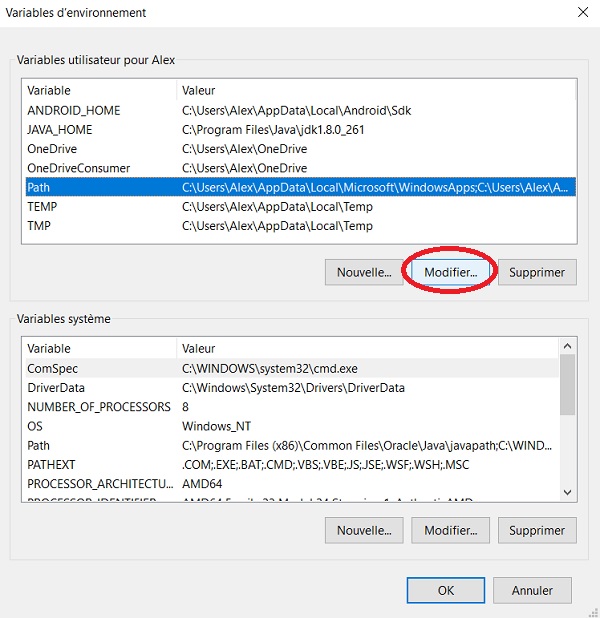 Variables d'environnement
Variables utilisateur pour Alex
Variable Valeur
ANDROID_HOME C:\Users\Alex\AppData\Local\Android\Sdk
JAVA_HOME C:\Program Files\Java\jdk1.8.0_261
OneDrive C:\Users\Alex\OneDrive
OneDriveConsumer C:\Users\Alex\OneDrive
Path C:\Users\Alex\AppData\Local\Microsoft\WindowsApps;C:\Users\Alex\A...
TEMP C:\Users\Alex\AppData\Local\Temp
TMP C:\Users\Alex\AppData\Local\Temp
Nouvelle... Modifier... Supprimer
Variables système
Variable Valeur
ComSpec C:\WINDOWS\system32\cmd.exe
DriverData C:\Windows\System32\Drivers\DriverData
NUMBER_OF_PROCESSORS 8
OS Windows_NT
Path C:\Program Files (x86)\Common Files\Oracle\Java\javapath;C:\WIND...
PATHEXT .COM;.EXE;.BAT;.CMD;.VBS;.VBE;.JS;.JSE;.WSF;.WSH;.MSC
PROCESSOR_ARCHITECTU... AMD64
Nouvelle... Modifier... Supprimer
OK Annuler